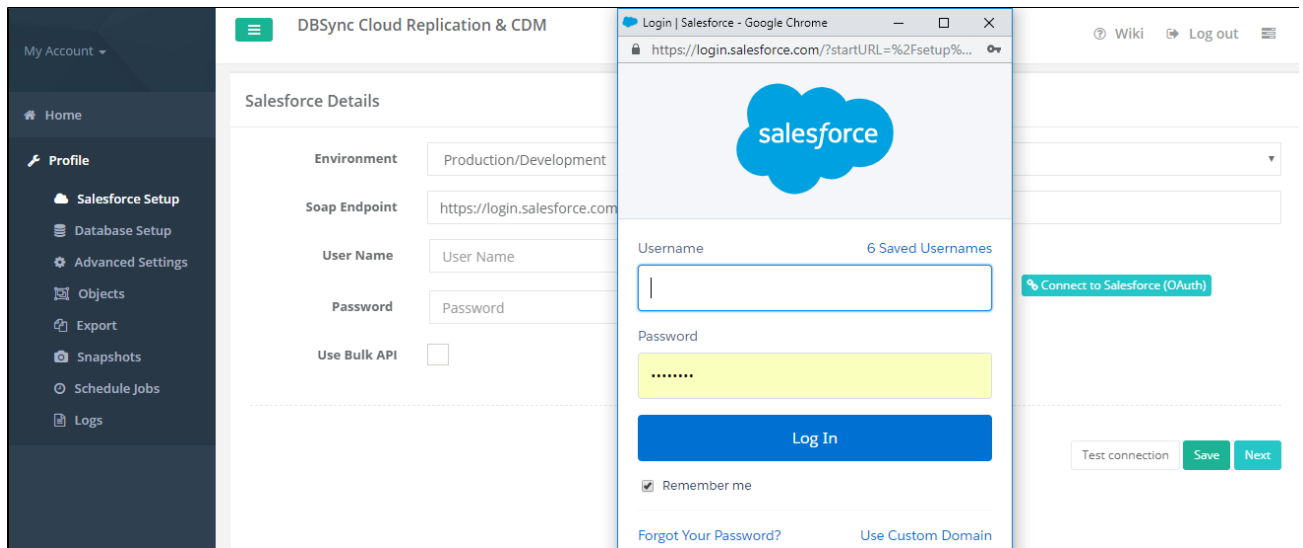 My Account
Home
Profile
Salesforce Setup
Database Setup
Advanced Settings
Objects
Export
Snapshots
Schedule Jobs
Logs
DBSync Cloud Replication & CDM
Wiki
Log out
Salesforce Details
Environment
Production/Development
Soap Endpoint
https://login.salesforce.com
User Name
User Name
Password
Password
Use Bulk API
Connect to Salesforce (OAuth)
Test connection
Save
Next
Login | Salesforce - Google Chrome
https://login.salesforce.com/?startURL=%2Fsetup%...
salesforce
Username
6 Saved Usernames
Password
••••••••
Log In
Remember me
Forgot Your Password?
Use Custom Domain